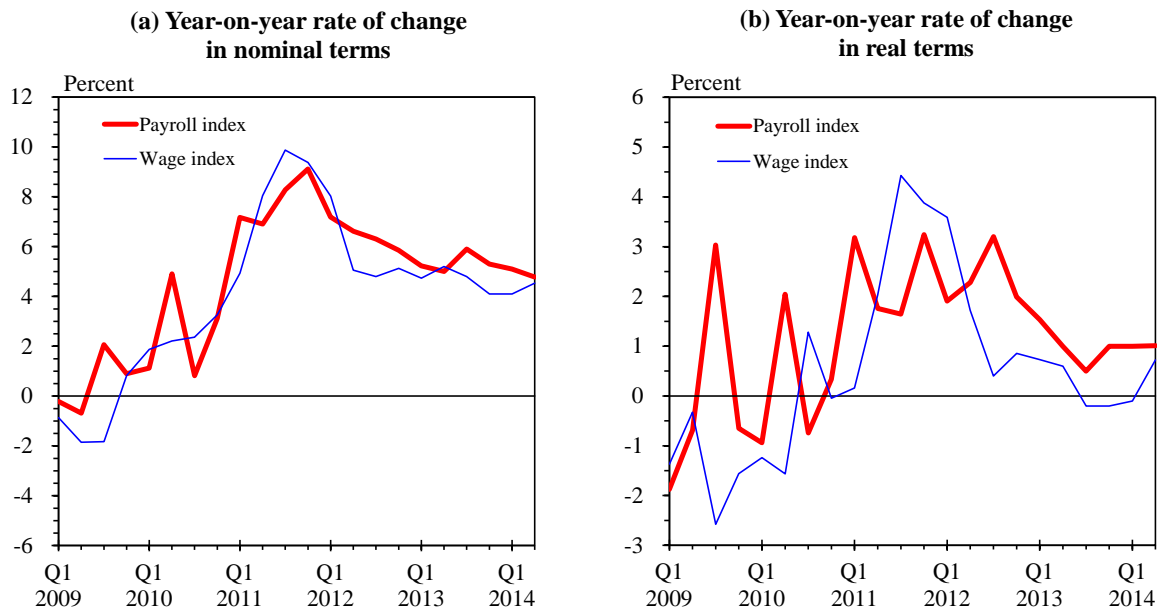 (a) Year-on-year rate of change
in nominal terms
Percent
12
10
8
6
4
2
0
-2
-4
-6
Payroll index
Wage index
Q1 Q1 Q1 Q1 Q1 Q1
2009 2010 2011 2012 2013 2014
(b) Year-on-year rate of change
in real terms
Percent
6
5
4
3
2
1
0
-1
-2
-3
Payroll index
Wage index
Q1 Q1 Q1 Q1 Q1 Q1
2009 2010 2011 2012 2013 2014